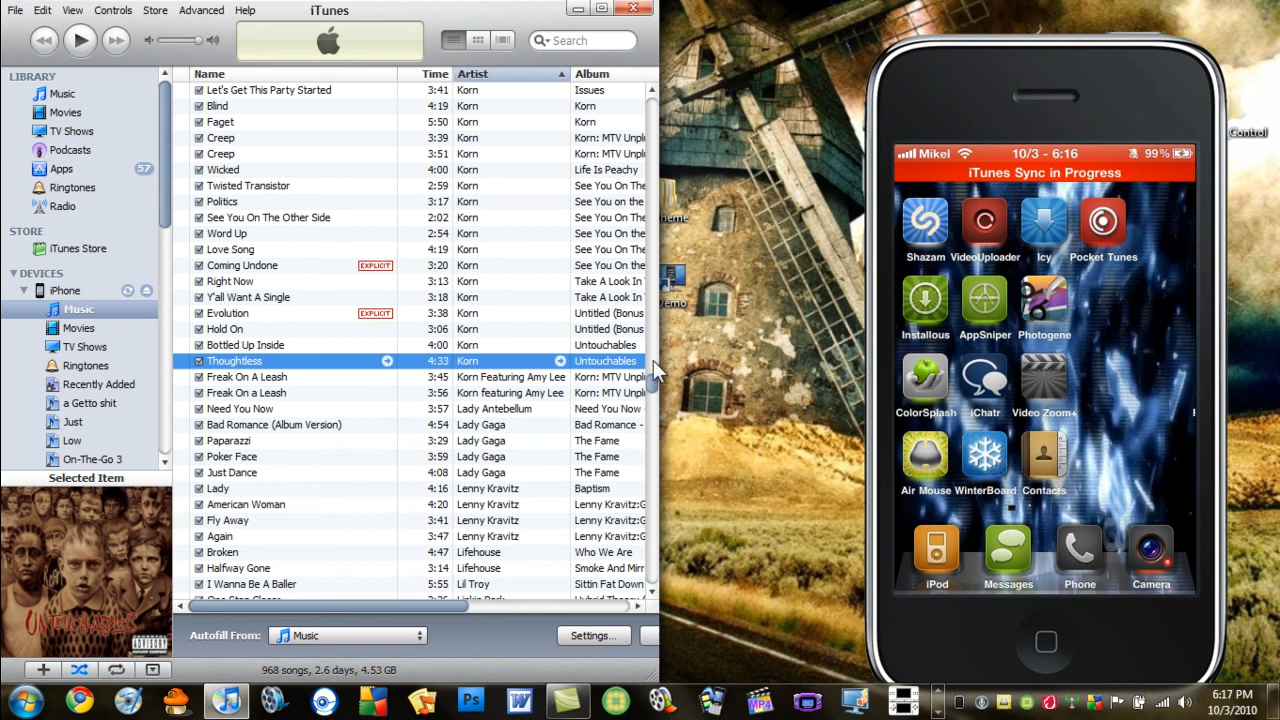 File Edit View Controls Store Advanced iTunes
Search
LIBRARY
Music
Movies
TV Shows
Podcasts
Apps 57
Ringtones
Radio
STORE
iTunes Store
DEVICES
iPhone
Music
Movies
TV Shows
Ringtones
Recently Added
a Getto shit
Just
Low
On-The-Go 3
Selected Item
UNTOUCHABLES
Name Time Artist Album
Let's Get This Party Started 3:41 Korn Issues
Blind 4:19 Korn Korn
Faget 5:50 Korn Korn
Creep 3:39 Korn Korn: MTV Unpl
Creep 3:51 Korn Korn: MTV Unpl
Wicked 4:00 Korn Life Is Peachy
Twisted Transistor 2:59 Korn See You On The
Politics 3:17 Korn See You on the
See You On The Other Side 2:02 Korn See You On The
Word Up 2:54 Korn See You On the
Love Song 4:19 Korn See You On the
Coming Undone EXPLICIT 3:20 Korn See You On the
Right Now 3:13 Korn Take A Look In
Y'all Want A Single 3:18 Korn Take A Look In
Evolution EXPLICIT 3:38 Korn Untitled (Bonus
Hold On 3:06 Korn Untitled (Bonus
Bottled Up Inside 4:00 Korn Untouchables
Thoughtless 4:33 Korn Untouchables
Freak On A Leash 3:45 Korn Featuring Amy Lee Korn: MTV Unpl
Freak On a Leash 3:56 Korn featuring Amy Lee Korn: MTV Unpl
Need You Now 3:57 Lady Antebellum Need You Now
Bad Romance (Album Version) 4:54 Lady Gaga Bad Romance -
Paparazzi 3:29 Lady Gaga The Fame
Poker Face 3:59 Lady Gaga The Fame
Just Dance 4:08 Lady Gaga The Fame
Lady 4:16 Lenny Kravitz Baptism
American Woman 4:20 Lenny Kravitz Lenny Kravitz:G
Fly Away 3:41 Lenny Kravitz Lenny Kravitz:G
Again 3:47 Lenny Kravitz Lenny Kravitz:G
Broken 4:47 Lifehouse Who We Are
Halfway Gone 3:14 Lifehouse Smoke And Mirr
I Wanna Be A Baller 5:55 Lil Troy Sittin Fat Down
Autofill From: Music Settings...
968 songs, 2.6 days, 4.53 GB
Control
heme
Demo
Mikel 10/3 - 6:16 99%
iTunes Sync in Progress
Shazam VideoUploader Icy Pocket Tunes
Installous AppSniper Photogene
ColorSplash iChatr Video Zoom+
Air Mouse WinterBoard Contacts
iPod Messages Phone Camera
Ps W MP4
6:17 PM
10/3/2010